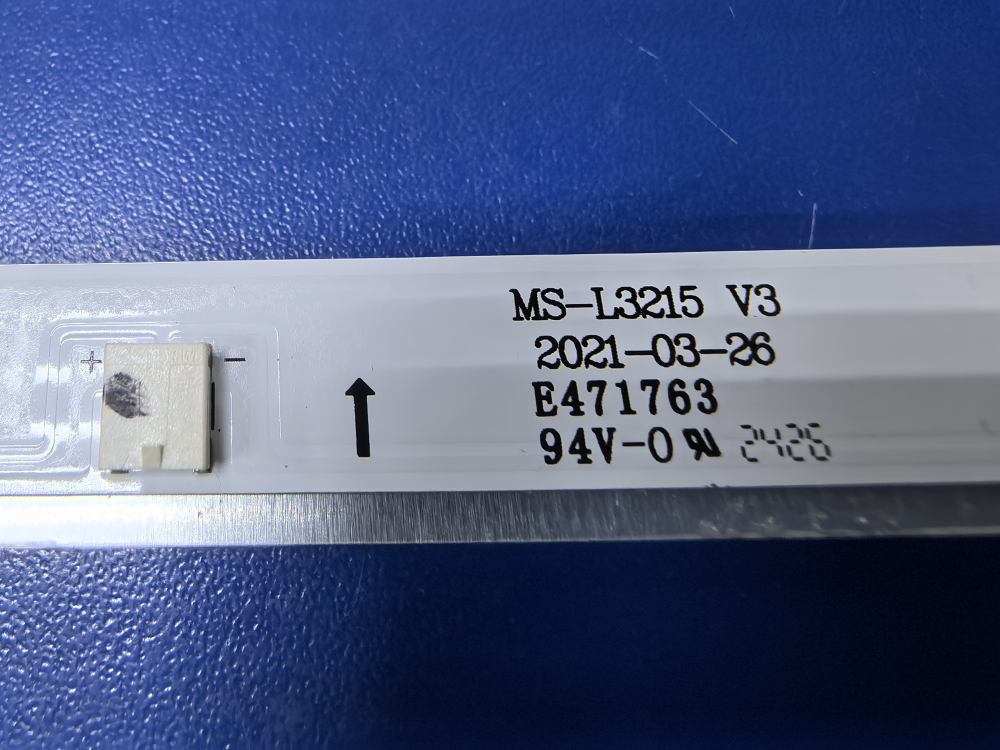 MS-L3215 V3
2021-03-26
E471763
94V-0 2426
+ -